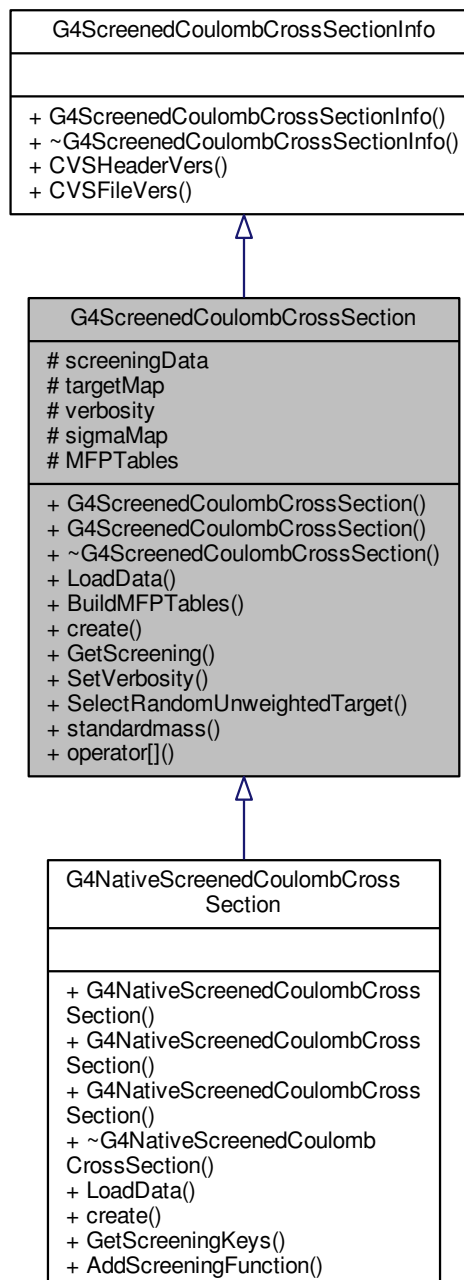 G4ScreenedCoulombCrossSectionInfo
+ G4ScreenedCoulombCrossSectionInfo()
+ ~G4ScreenedCoulombCrossSectionInfo()
+ CVSHeaderVers()
+ CVSFileVers()
G4ScreenedCoulombCrossSection
# screeningData
# targetMap
# verbosity
# sigmaMap
# MFPTables
+ G4ScreenedCoulombCrossSection()
+ G4ScreenedCoulombCrossSection()
+ ~G4ScreenedCoulombCrossSection()
+ LoadData()
+ BuildMFPTables()
+ create()
+ GetScreening()
+ SetVerbosity()
+ SelectRandomUnweightedTarget()
+ standardmass()
+ operator[]()
G4NativeScreenedCoulombCross
Section
+ G4NativeScreenedCoulombCross
Section()
+ G4NativeScreenedCoulombCross
Section()
+ G4NativeScreenedCoulombCross
Section()
+ ~G4NativeScreenedCoulomb
CrossSection()
+ LoadData()
+ create()
+ GetScreeningKeys()
+ AddScreeningFunction()